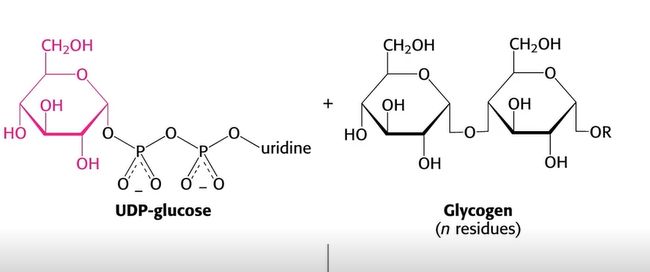 CH₂OH
O
OH
HO
OH
O
P
O
P
O
uridine
O
O
O
O
UDP-glucose
+
CH₂OH
O
OH
HO
OH
O
CH₂OH
O
OH
OH
OR
Glycogen
(n residues)